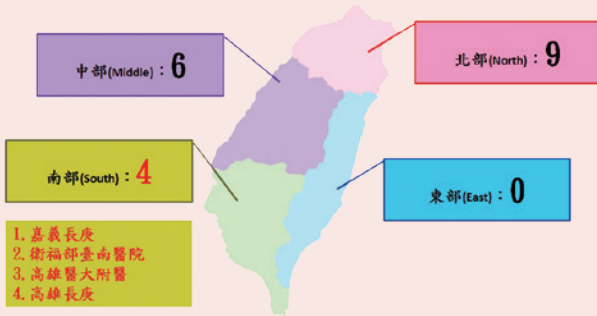 中部(Middle)：6
北部(North)：9
南部(South)：4
東部(East)：0
1. 嘉義長庚
2. 衛福部臺南醫院
3. 高雄醫大附醫
4. 高雄長庚